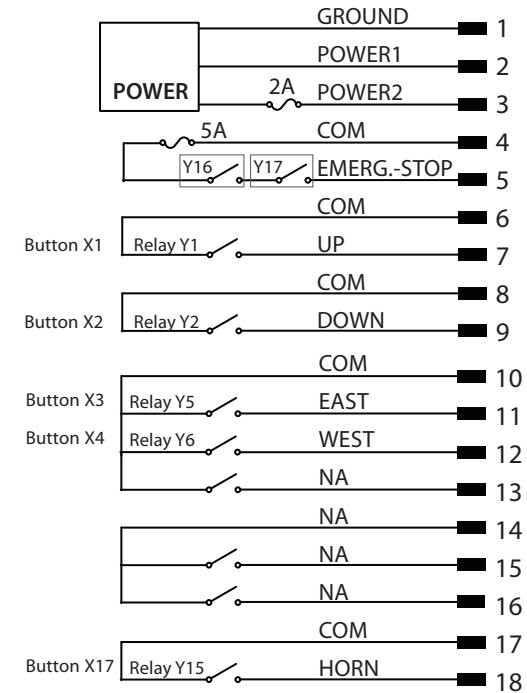 GROUND 1
POWER1 2
POWER 2A POWER2 3
5A COM 4
Y16 Y17 EMERG.-STOP 5
COM 6
Button X1 Relay Y1 UP 7
COM 8
Button X2 Relay Y2 DOWN 9
COM 10
Button X3 Relay Y5 EAST 11
Button X4 Relay Y6 WEST 12
NA 13
NA 14
NA 15
NA 16
COM 17
Button X17 Relay Y15 HORN 18